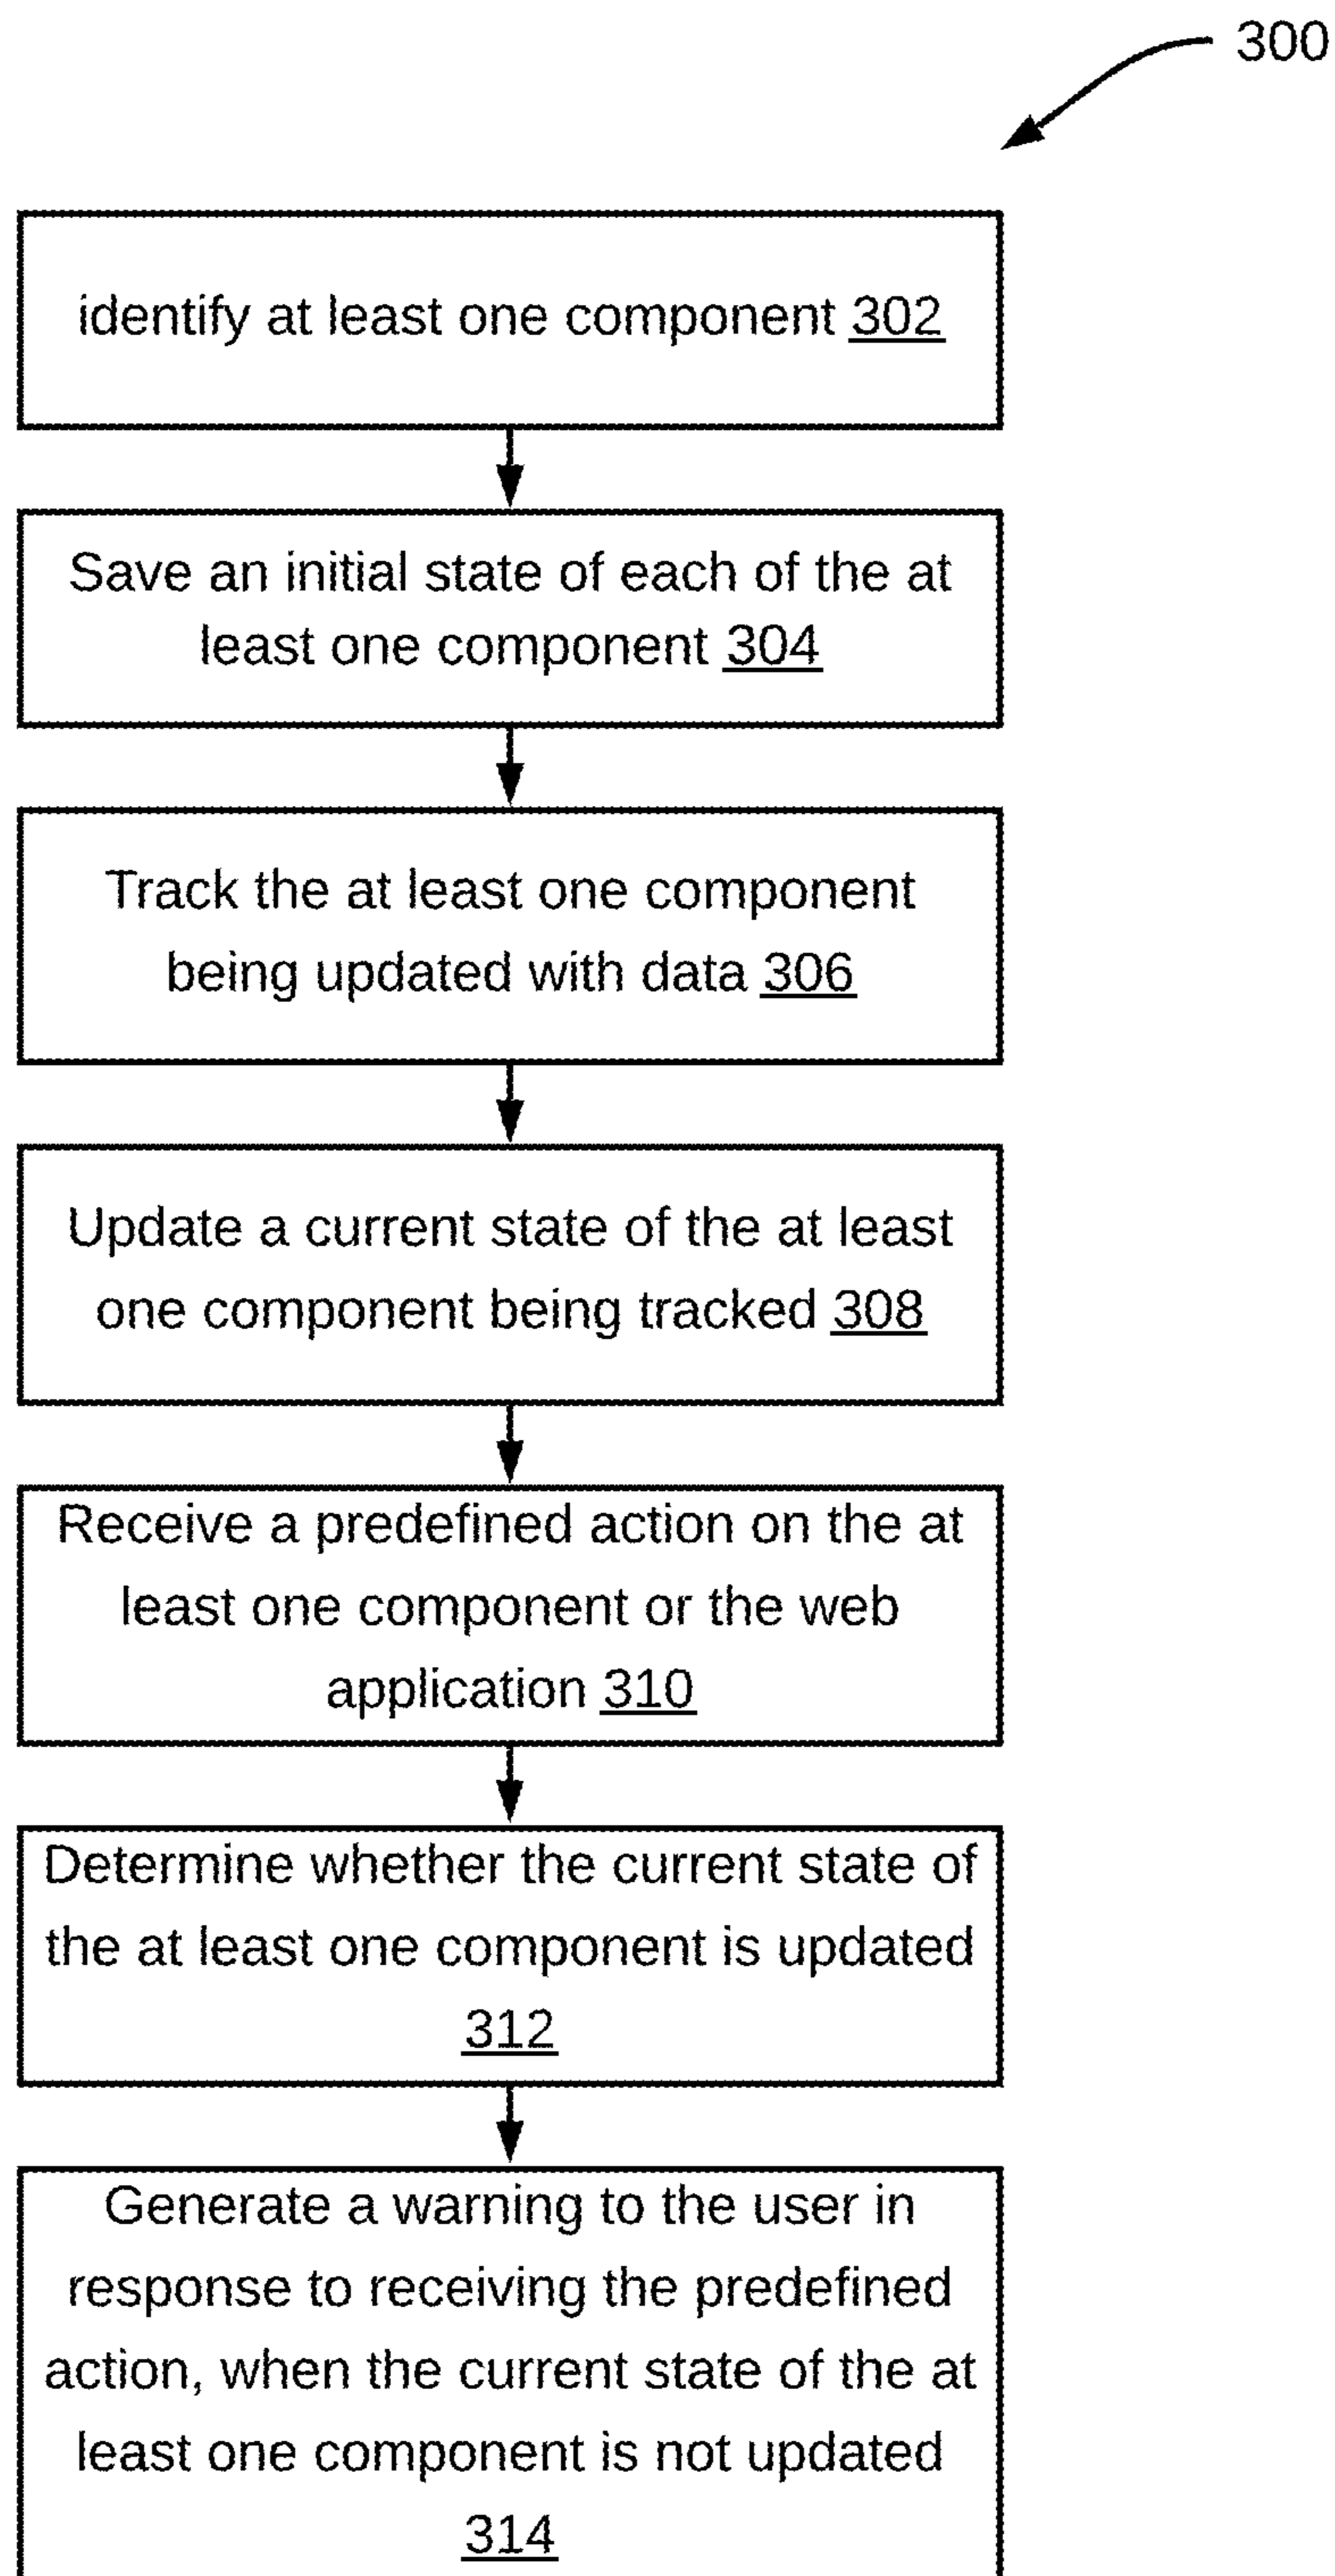 300
identify at least one component 302
Save an initial state of each of the at
least one component 304
Track the at least one component
being updated with data 306
Update a current state of the at least
one component being tracked 308
Receive a predefined action on the at
least one component or the web
application 310
Determine whether the current state of
the at least one component is updated
312
Generate a warning to the user in
response to receiving the predefined
action, when the current state of the at
least one component is not updated
314